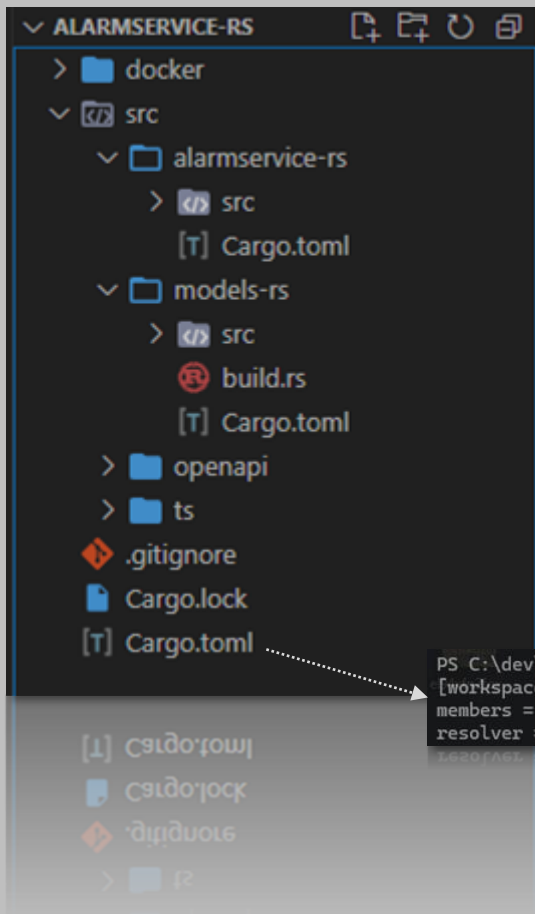 ALARMSERVICE-RS
docker
src
alarmservice-rs
src
[T] Cargo.toml
models-rs
src
build.rs
[T] Cargo.toml
openapi
ts
.gitignore
Cargo.lock
[T] Cargo.toml
PS C:\dev
[workspac
members =
resolver =